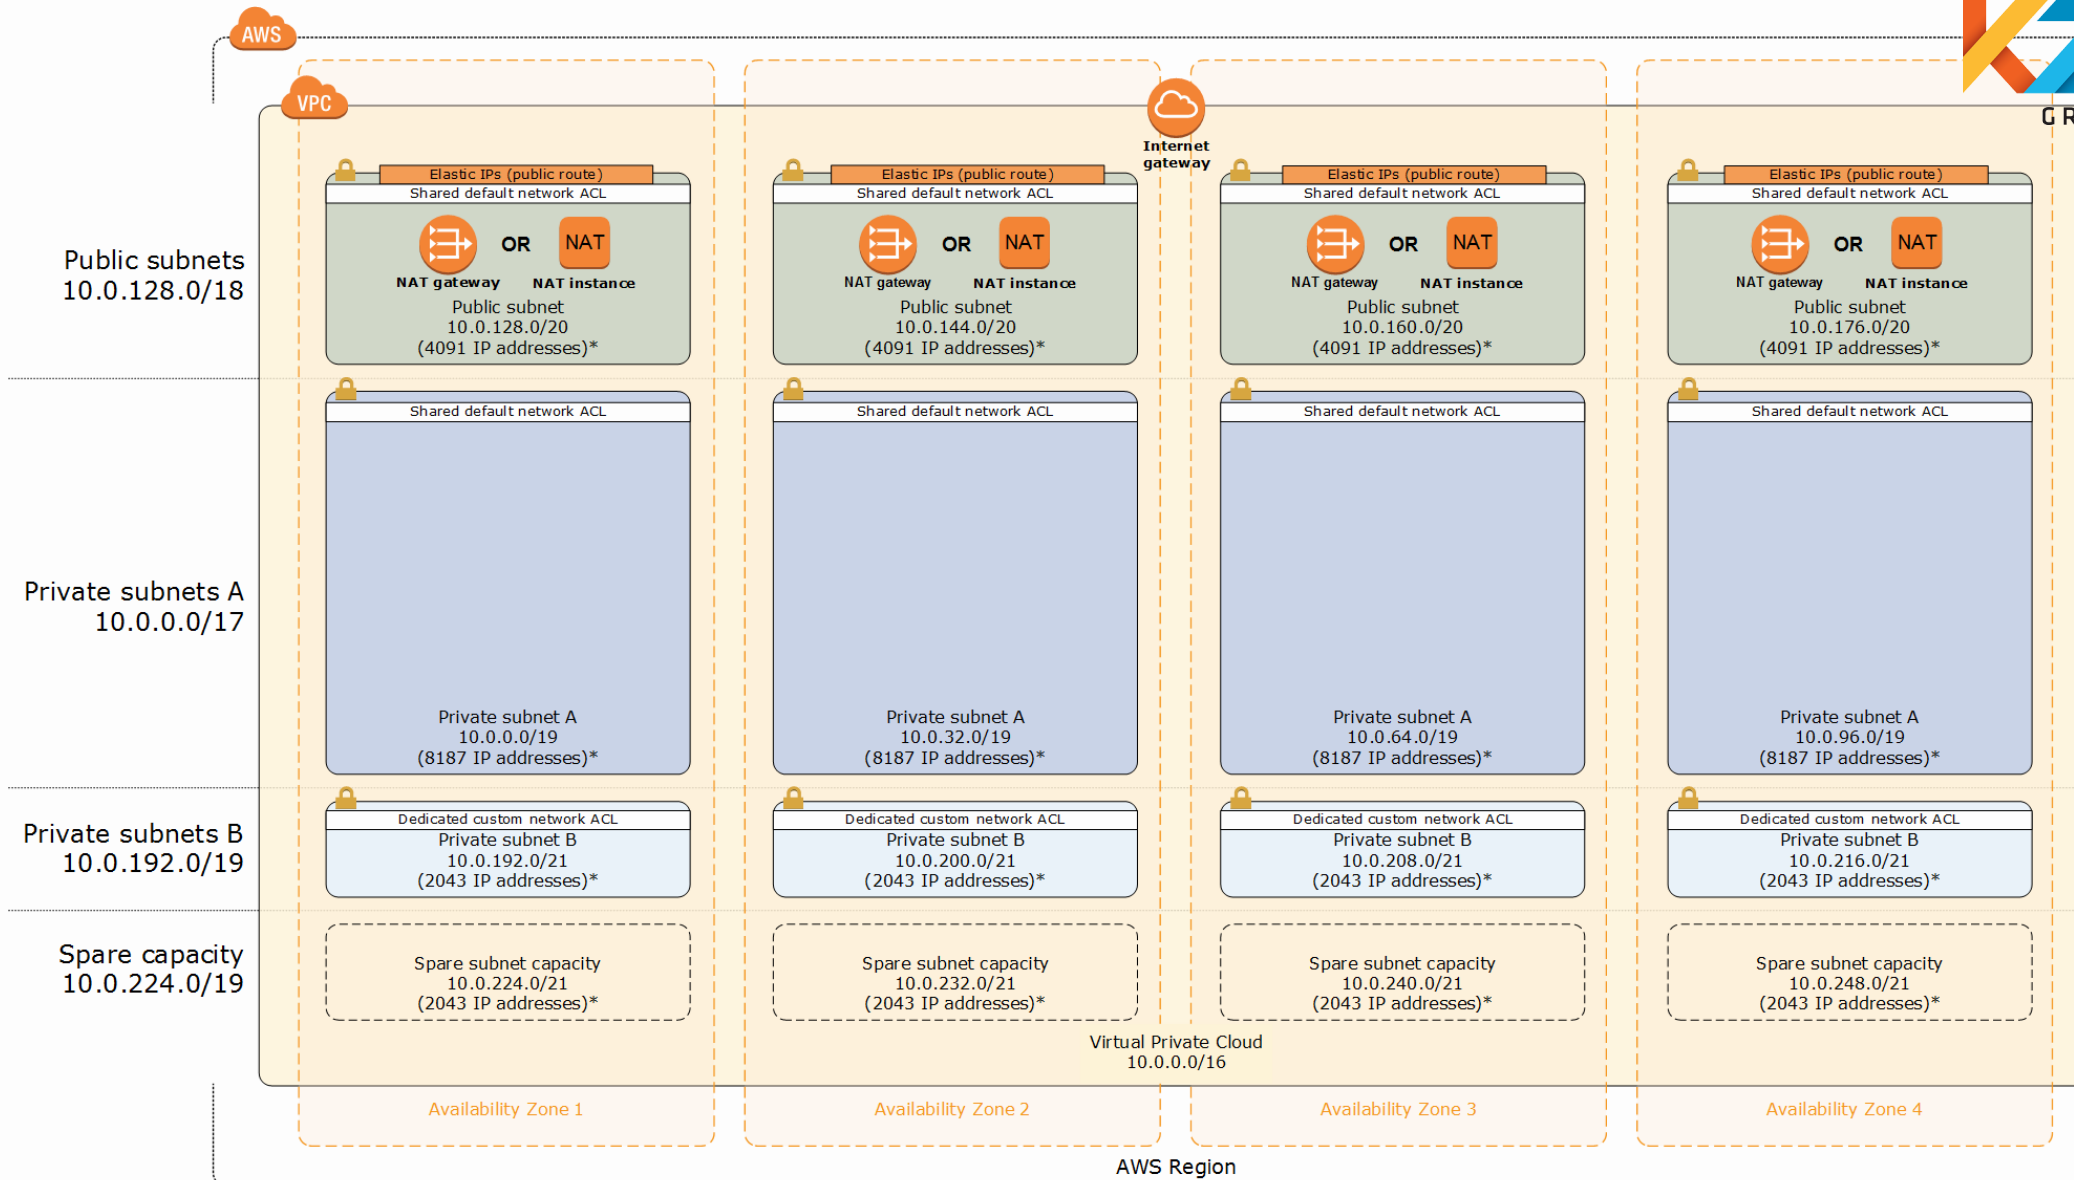 AWS
VPC
G R
Internet
gateway
Public subnets
10.0.128.0/18
Elastic IPs (public route)
Shared default network ACL
OR
NAT
NAT gateway
NAT instance
Public subnet
10.0.128.0/20
(4091 IP addresses)*
Elastic IPs (public route)
Shared default network ACL
OR
NAT
NAT gateway
NAT instance
Public subnet
10.0.144.0/20
(4091 IP addresses)*
Elastic IPs (public route)
Shared default network ACL
OR
NAT
NAT gateway
NAT instance
Public subnet
10.0.160.0/20
(4091 IP addresses)*
Elastic IPs (public route)
Shared default network ACL
OR
NAT
NAT gateway
NAT instance
Public subnet
10.0.176.0/20
(4091 IP addresses)*
Private subnets A
10.0.0.0/17
Shared default network ACL
Private subnet A
10.0.0.0/19
(8187 IP addresses)*
Shared default network ACL
Private subnet A
10.0.32.0/19
(8187 IP addresses)*
Shared default network ACL
Private subnet A
10.0.64.0/19
(8187 IP addresses)*
Shared default network ACL
Private subnet A
10.0.96.0/19
(8187 IP addresses)*
Private subnets B
10.0.192.0/19
Dedicated custom network ACL
Private subnet B
10.0.192.0/21
(2043 IP addresses)*
Dedicated custom network ACL
Private subnet B
10.0.200.0/21
(2043 IP addresses)*
Dedicated custom network ACL
Private subnet B
10.0.208.0/21
(2043 IP addresses)*
Dedicated custom network ACL
Private subnet B
10.0.216.0/21
(2043 IP addresses)*
Spare capacity
10.0.224.0/19
Spare subnet capacity
10.0.224.0/21
(2043 IP addresses)*
Spare subnet capacity
10.0.232.0/21
(2043 IP addresses)*
Spare subnet capacity
10.0.240.0/21
(2043 IP addresses)*
Spare subnet capacity
10.0.248.0/21
(2043 IP addresses)*
Virtual Private Cloud
10.0.0.0/16
Availability Zone 1
Availability Zone 2
Availability Zone 3
Availability Zone 4
AWS Region